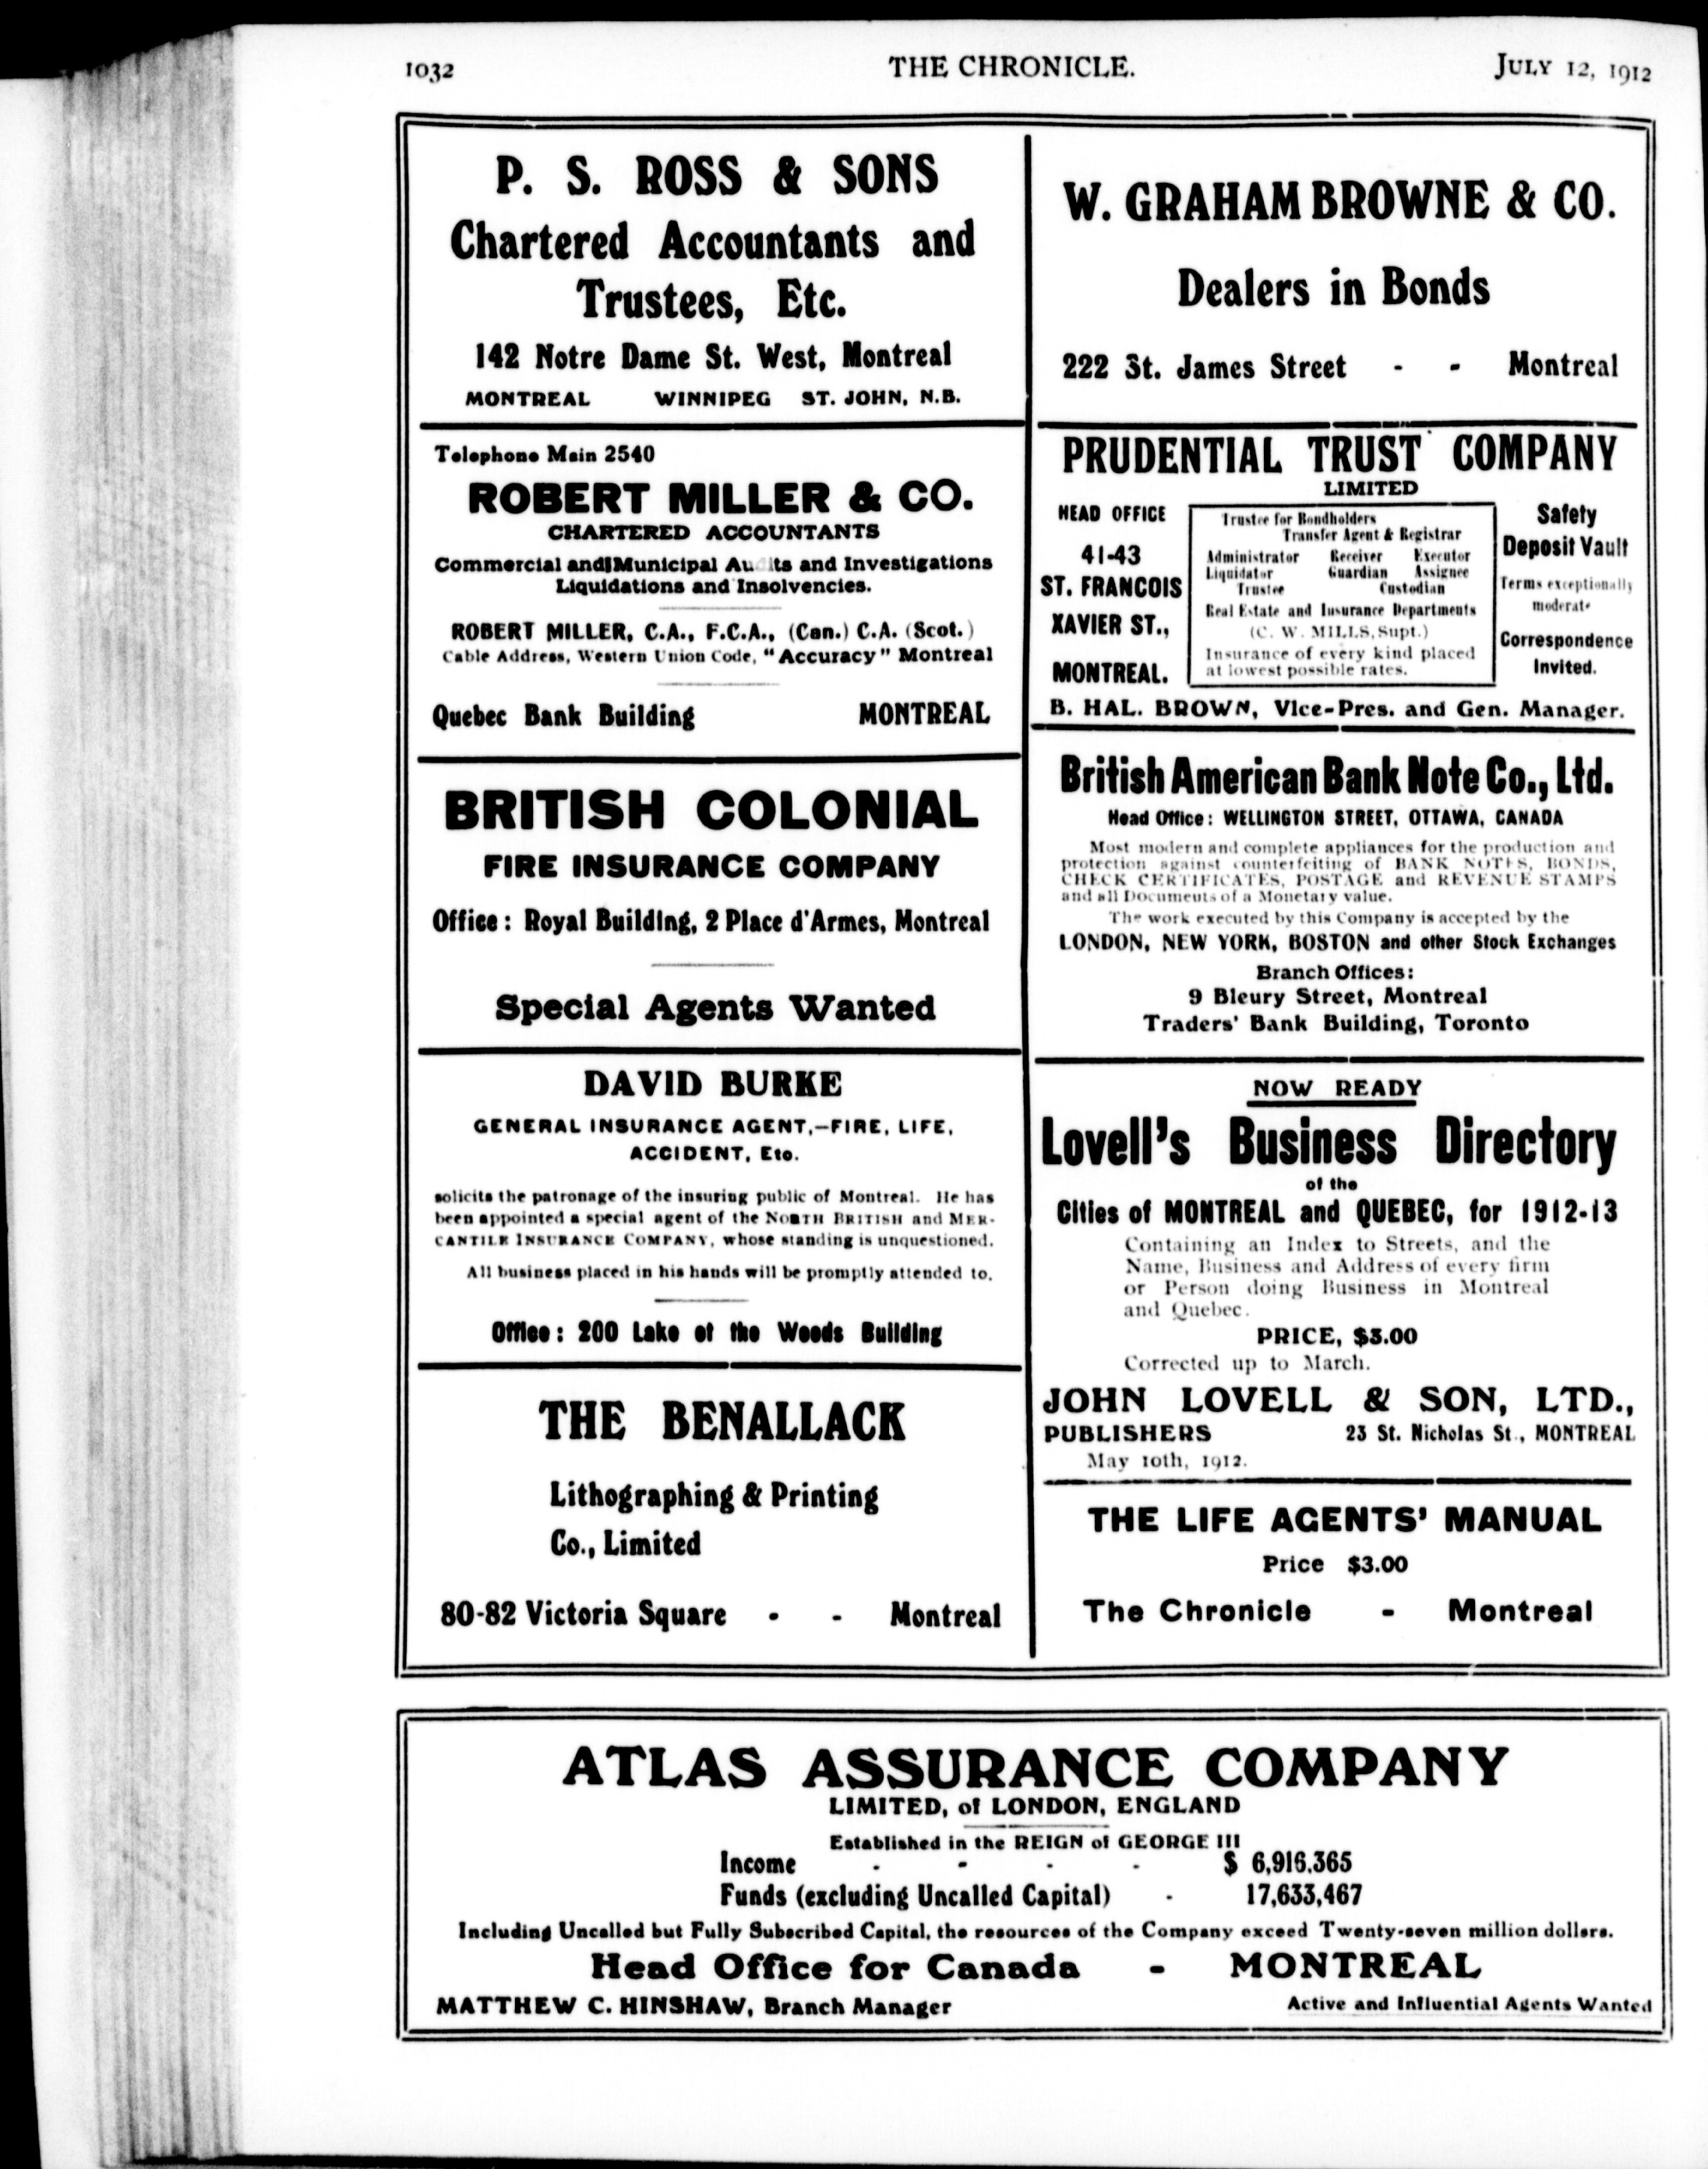 1032
THE CHRONICLE.
JULY 12, 1912
P. S. ROSS & SONS
Chartered Accountants and
Trustees, Etc.
142 Notre Dame St. West, Montreal
MONTREAL WINNIPEG ST. JOHN, N.B.
Telephone Main 2540
ROBERT MILLER & CO.
CHARTERED ACCOUNTANTS
Commercial and Municipal Audits and Investigations
Liquidations and Insolvencies.
ROBERT MILLER, C.A., F.C.A., (Can.) C.A. (Scot.)
Cable Address, Western Union Code, "Accuracy" Montreal
Quebec Bank Building MONTREAL
BRITISH COLONIAL
FIRE INSURANCE COMPANY
Office: Royal Building, 2 Place d'Armes, Montreal
Special Agents Wanted
DAVID BURKE
GENERAL INSURANCE AGENT,—FIRE, LIFE,
ACCIDENT, Etc.
solicits the patronage of the insuring public of Montreal. He has
been appointed a special agent of the NORTH BRITISH and MER-
CANTILE INSURANCE COMPANY, whose standing is unquestioned.
All business placed in his hands will be promptly attended to.
Office: 200 Lake of the Woods Building
THE BENALLACK
Lithographing & Printing
Co., Limited
80-82 Victoria Square - - Montreal
W. GRAHAM BROWNE & CO.
Dealers in Bonds
222 St. James Street - - Montreal
PRUDENTIAL TRUST COMPANY
LIMITED
HEAD OFFICE
41-43
ST. FRANCOIS
XAVIER ST.,
MONTREAL.
Trustee for Bondholders
Transfer Agent & Registrar
Administrator Receiver Executor
Liquidator Guardian Assignee
Trustee Custodian
Real Estate and Insurance Departments
(C. W. MILLS, Supt.)
Insurance of every kind placed
at lowest possible rates.
Safety
Deposit Vault
Terms exceptionally
moderate
Correspondence
Invited.
B. HAL. BROWN, Vice-Pres. and Gen. Manager.
British American Bank Note Co., Ltd.
Head Office: WELLINGTON STREET, OTTAWA, CANADA
Most modern and complete appliances for the production and
protection against counterfeiting of BANK NOTES, BONDS,
CHECK CERTIFICATES, POSTAGE and REVENUE STAMPS
and all Documents of a Monetary value.
The work executed by this Company is accepted by the
LONDON, NEW YORK, BOSTON and other Stock Exchanges
Branch Offices:
9 Bleury Street, Montreal
Traders' Bank Building, Toronto
NOW READY
Lovell's Business Directory
of the
Cities of MONTREAL and QUEBEC, for 1912-13
Containing an Index to Streets, and the
Name, Business and Address of every firm
or Person doing Business in Montreal
and Quebec.
PRICE, $3.00
Corrected up to March.
JOHN LOVELL & SON, LTD.,
PUBLISHERS 23 St. Nicholas St., MONTREAL
May 10th, 1912.
THE LIFE AGENTS' MANUAL
Price $3.00
The Chronicle - Montreal
ATLAS ASSURANCE COMPANY
LIMITED, of LONDON, ENGLAND
Established in the REIGN of GEORGE III
Income - - - - $ 6,916,365
Funds (excluding Uncalled Capital) - 17,633,467
Including Uncalled but Fully Subscribed Capital, the resources of the Company exceed Twenty-seven million dollars.
Head Office for Canada - MONTREAL
MATTHEW C. HINSHAW, Branch Manager Active and Influential Agents Wanted